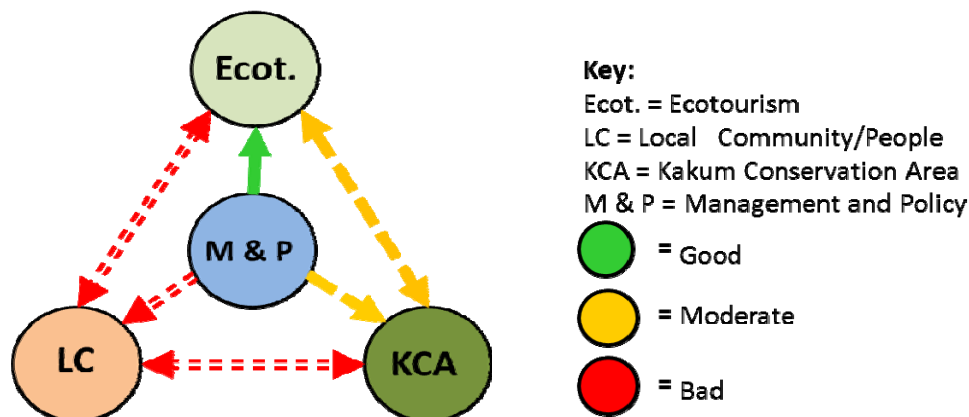 Ecot.
M & P
LC
KCA
Key:
Ecot. = Ecotourism
LC = Local Community/People
KCA = Kakum Conservation Area
M & P = Management and Policy
= Good
= Moderate
= Bad